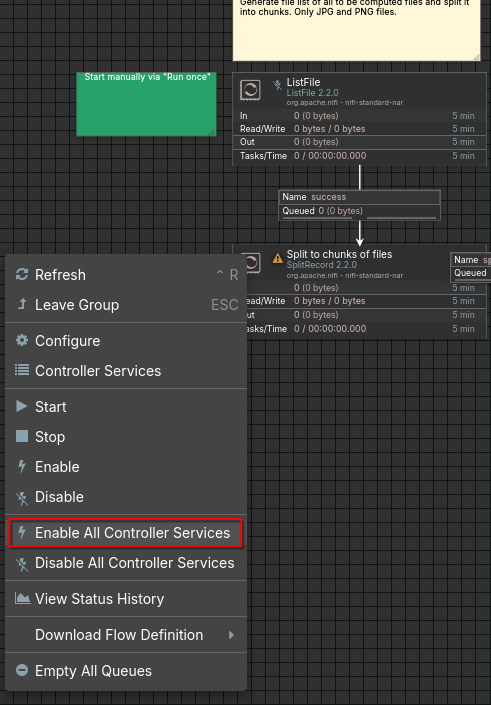 Generate file list of all to be computed files and split it
into chunks. Only JPG and PNG files.
Start manually via "Run once"
ListFile
ListFile 2.2.0
org.apache.nifi - nifi-standard-nar
In 0 (0 bytes) 5 min
Read/Write 0 bytes / 0 bytes 5 min
Out 0 (0 bytes) 5 min
Tasks/Time 0 / 00:00:00.000 5 min
Name success
Queued 0 (0 bytes)
Split to chunks of files
SplitRecord 2.2.0
org.apache.nifi - nifi-standard-nar
Name sp
Queued
0 (0 bytes) 5 min
ead/Write 0 bytes / 0 bytes 5 min
ut 0 (0 bytes) 5 min
asks/Time 0 / 00:00:00.000 5 min
Refresh ⌃ R
Leave Group ESC
Configure
Controller Services
Start
Stop
Enable
Disable
Enable All Controller Services
Disable All Controller Services
View Status History
Download Flow Definition
Empty All Queues